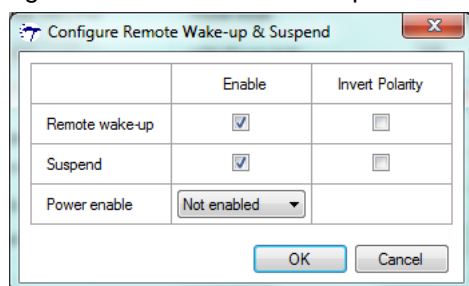 Configure Remote Wake-up & Suspend
Enable Invert Polarity
Remote wake-up
Suspend
Power enable Not enabled
OK Cancel